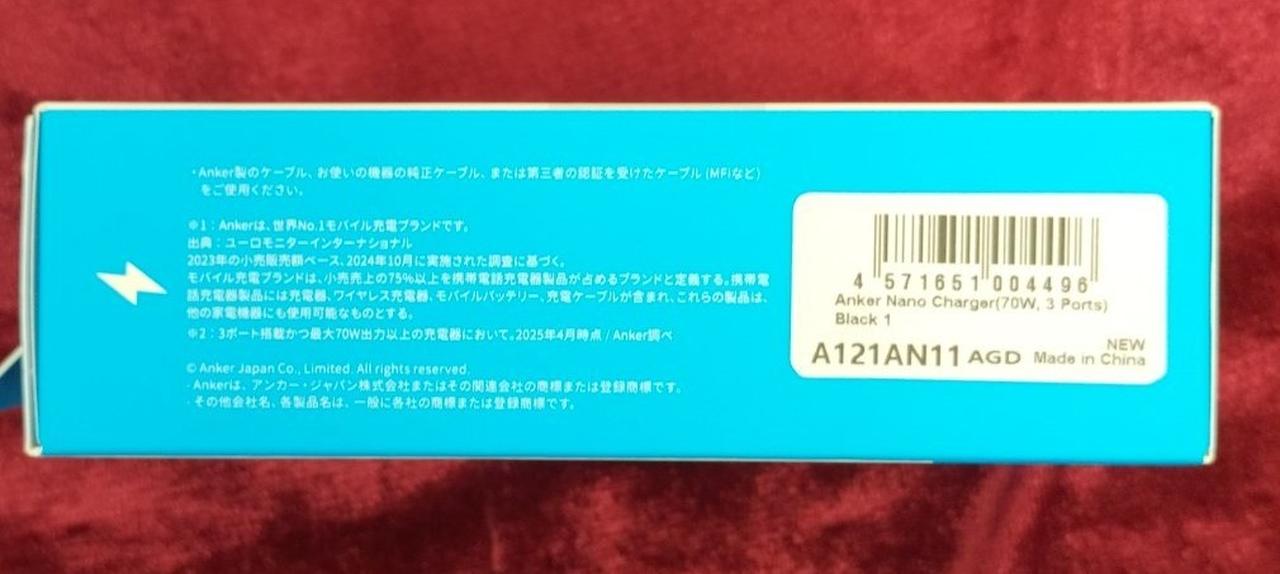 ・Anker製のケーブル、お使いの機器の純正ケーブル、または第三者の認証を受けたケーブル (MFiなど)
をご使用ください。
※1：Ankerは、世界No.1モバイル充電ブランドです。
出典：ユーロモニターインターナショナル
2023年の小売販売額ベース、2024年10月に実施された調査に基づく。
モバイル充電ブランドは、小売売上の75%以上を携帯電話充電器製品が占めるブランドと定義する。携帯電
話充電器製品には充電器、ワイヤレス充電器、モバイルバッテリー、充電ケーブルが含まれ、これらの製品は、
他の家電機器にも使用可能なものとする。
※2：3ポート搭載かつ最大70W出力以上の充電器において。2025年4月時点 / Anker調べ
© Anker Japan Co., Limited. All rights reserved.
・Ankerは、アンカー・ジャパン株式会社またはその関連会社の商標または登録商標です。
・その他会社名、各製品名は、一般に各社の商標または登録商標です。
4 571651 004496
Anker Nano Charger(70W, 3 Ports)
Black 1
NEW
A121AN11 AGD Made in China